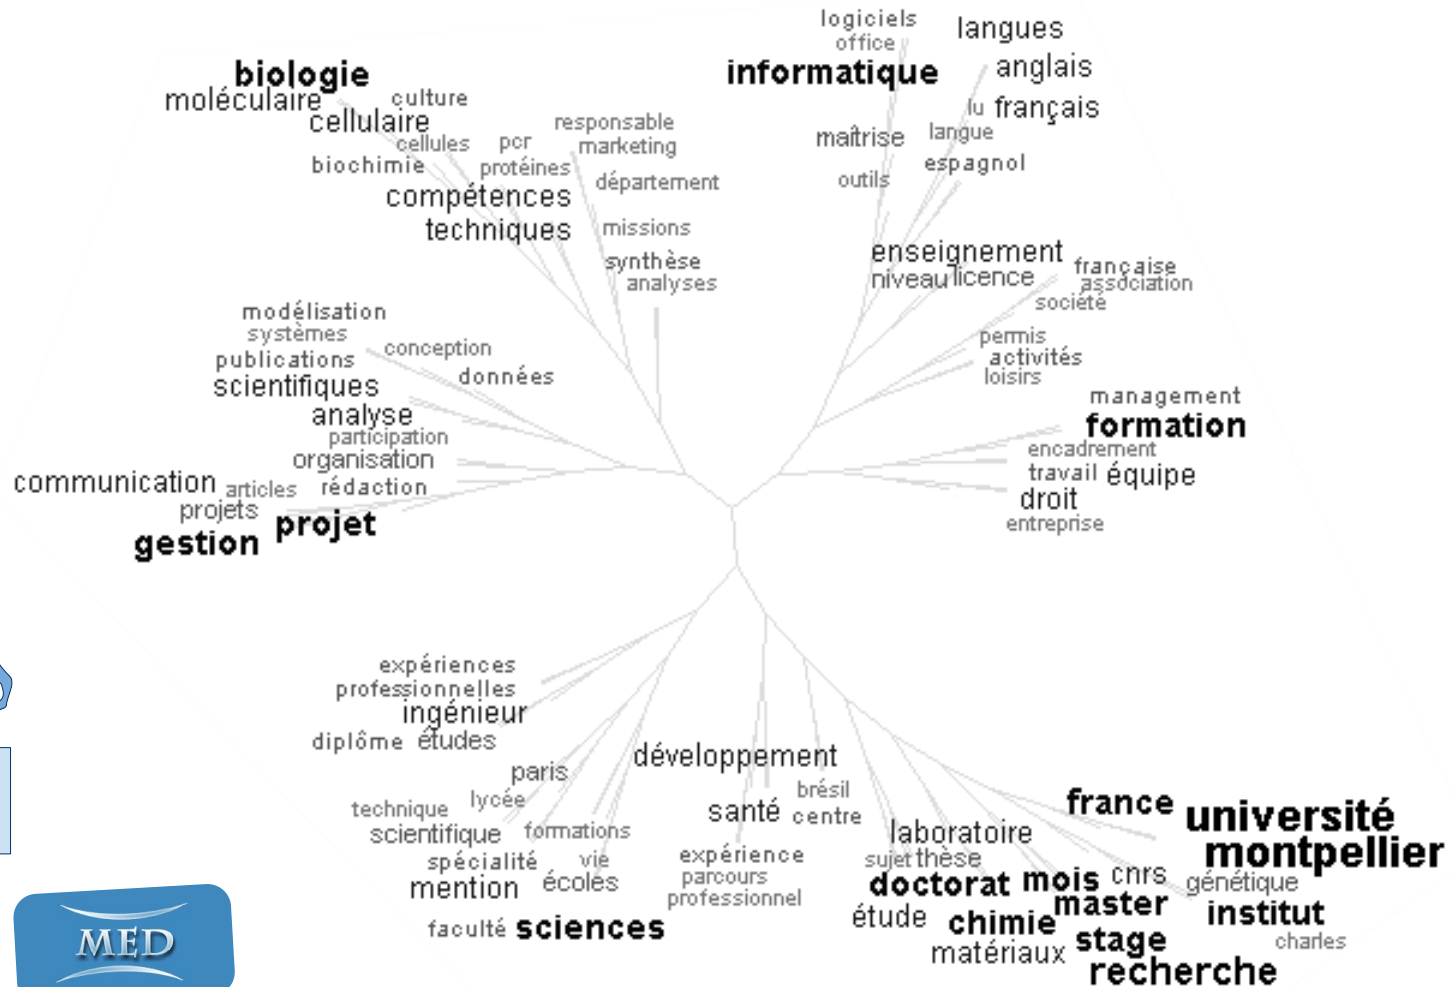 logiciels
office
informatique
maîtrise
outils
langues
anglais
lu français
langue
espagnol
biologie
moléculaire
culture
cellulaire
cellules
biochimie
pcr
protéines
compétences
techniques
responsable
marketing
département
missions
synthèse
analyses
enseignement
niveau licence
française
association
société
permis
activités
loisirs
management
formation
encadrement
travail équipe
droit
entreprise
modélisation
systèmes
publications
conception
scientifiques
données
analyse
participation
organisation
communication articles rédaction
projets
projet
gestion
expériences
professionnelles
ingénieur
diplôme études
paris
lycée
technique
scientifique formations
spécialité vie
mention écoles
faculté sciences
développement
santé
brésil
centre
expérience
parcours
professionnel
laboratoire
sujet thèse
doctorat mois cnrs
étude chimie master
matériaux stage
recherche
france
université
montpellier
génétique
institut
charles
MED